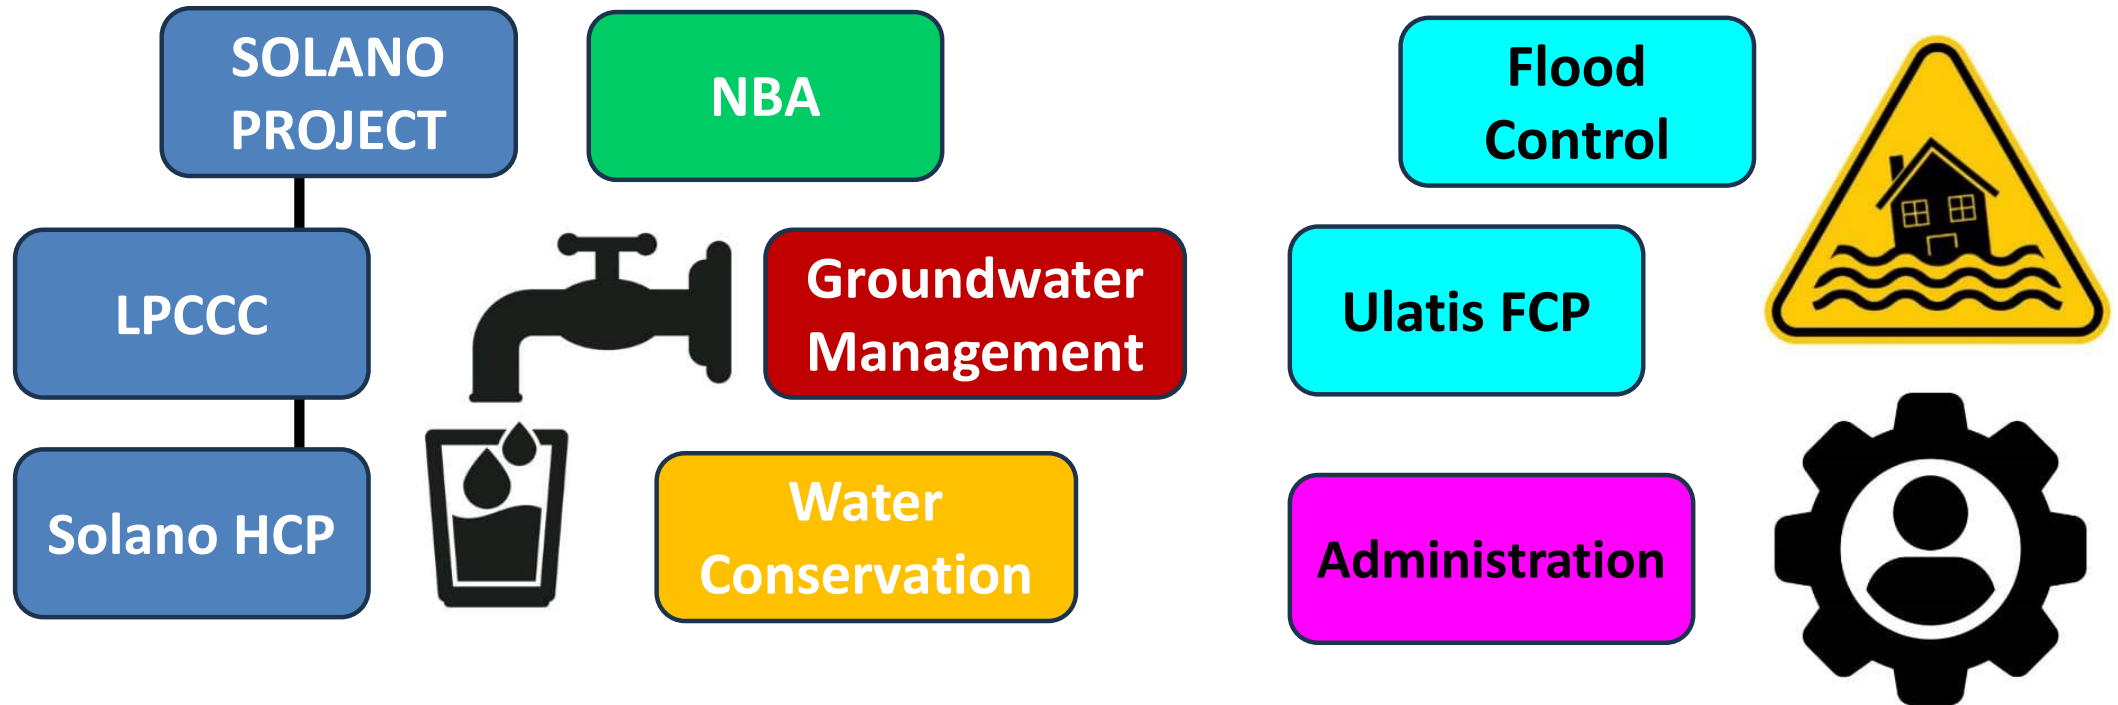 SOLANO
PROJECT
NBA
Flood
Control
LPCCC
Groundwater
Management
Ulatis FCP
Solano HCP
Water
Conservation
Administration